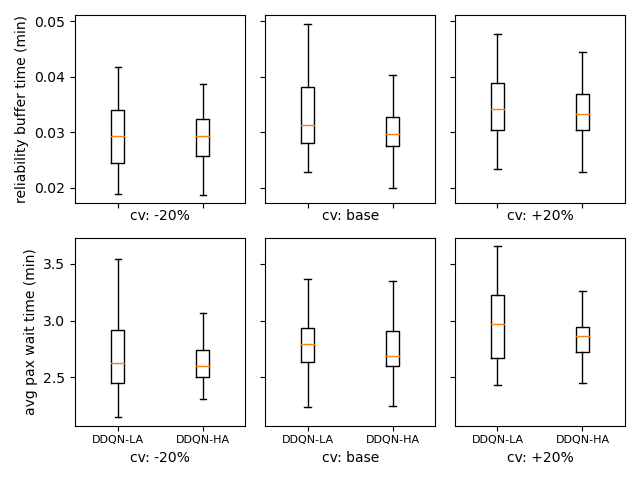 reliability buffer time (min)
0.05
0.04
0.03
0.02
cv: -20%
cv: base
cv: +20%
avg pax wait time (min)
3.5
3.0
2.5
DDQN-LA DDQN-HA
DDQN-LA DDQN-HA
DDQN-LA DDQN-HA
cv: -20%
cv: base
cv: +20%